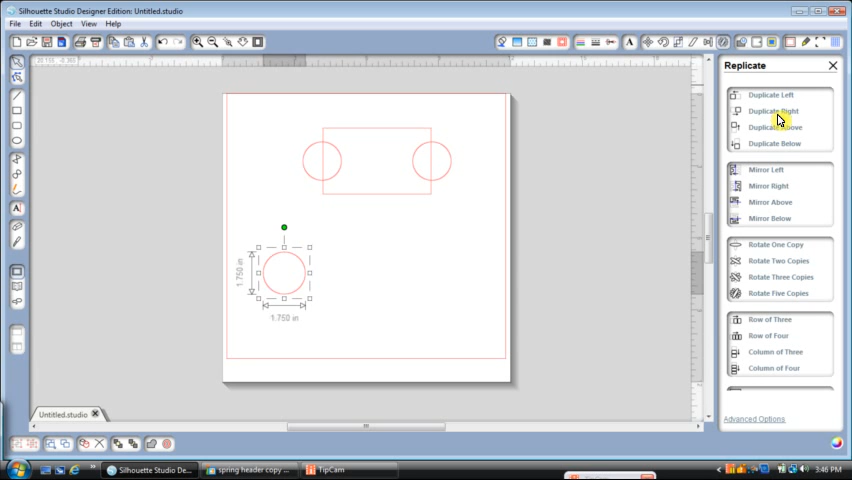 Silhouette Studio Designer Edition: Untitled.studio
File Edit Object View Help
Replicate
Duplicate Left
Duplicate Right
Duplicate Above
Duplicate Below
Mirror Left
Mirror Right
Mirror Above
Mirror Below
Rotate One Copy
Rotate Two Copies
Rotate Three Copies
Rotate Five Copies
Row of Three
Row of Four
Column of Three
Column of Four
Advanced Options
1.750 in
1.750 in
Untitled.studio
Silhouette Studio De...
spring header copy ...
TipCam
3:46 PM